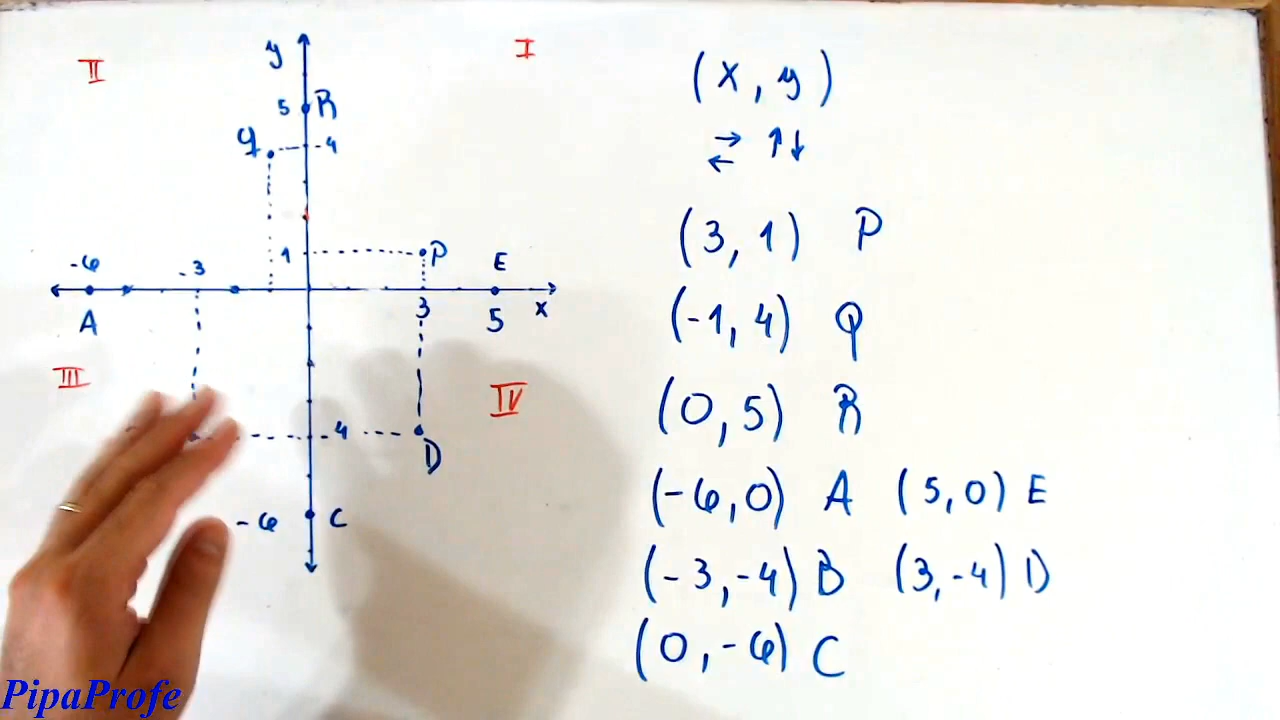 II
I
y
5 R
Q
- 4
1
P
-6
-3
E
A
3
5
x
III
IV
- 4
D
-6
C
(x, y)
→ ↑↓
←
(3, 1) P
(-1, 4) Q
(0, 5) R
(-6, 0) A (5, 0) E
(-3, -4) B (3, -4) D
(0, -6) C
PipaProfe